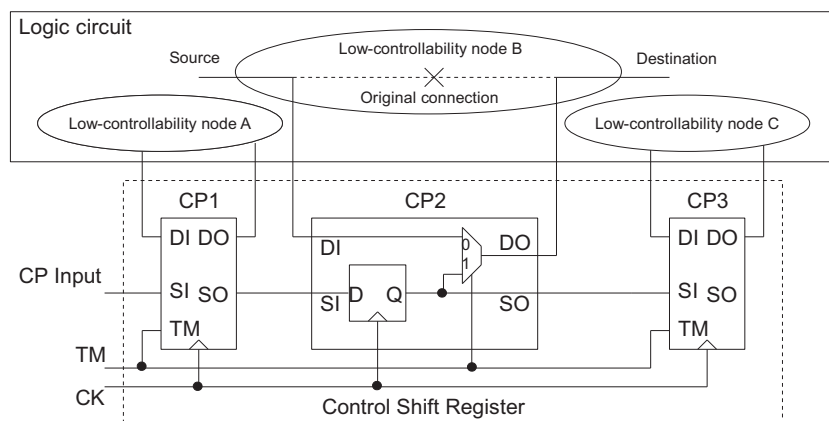 Logic circuit
Low-controllability node B
Source
Destination
Original connection
Low-controllability node A
Low-controllability node C
CP1
CP2
CP3
DI DO
DI
0
1
DO
DI DO
CP Input
SI SO
SI
D Q
SO
SI SO
TM
TM
TM
CK
Control Shift Register